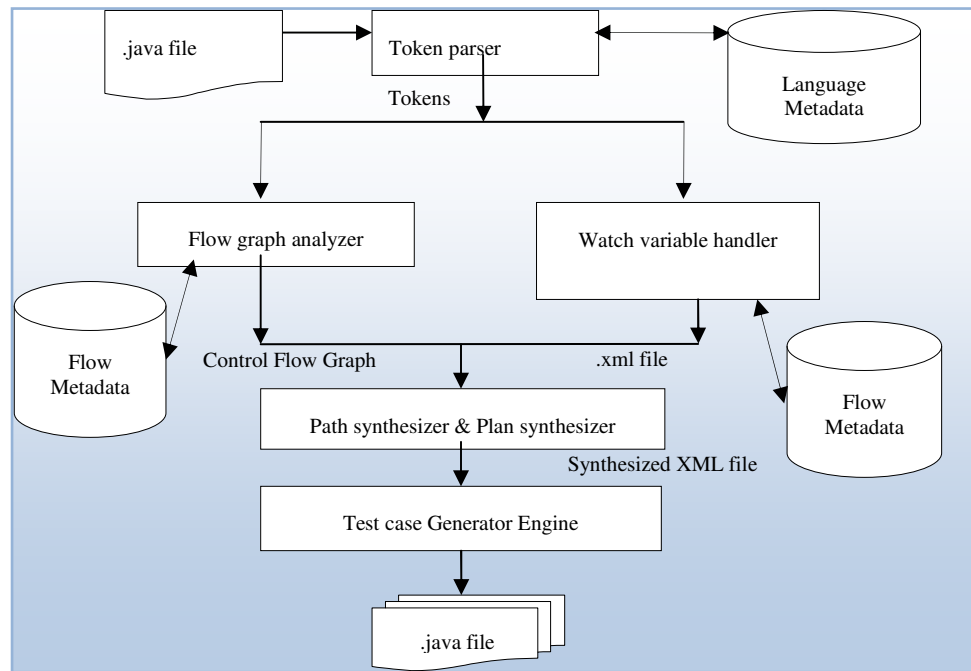 .java file
Token parser
Language
Metadata
Tokens
Flow graph analyzer
Watch variable handler
Flow
Metadata
Control Flow Graph
.xml file
Flow
Metadata
Path synthesizer & Plan synthesizer
Synthesized XML file
Test case Generator Engine
.java file